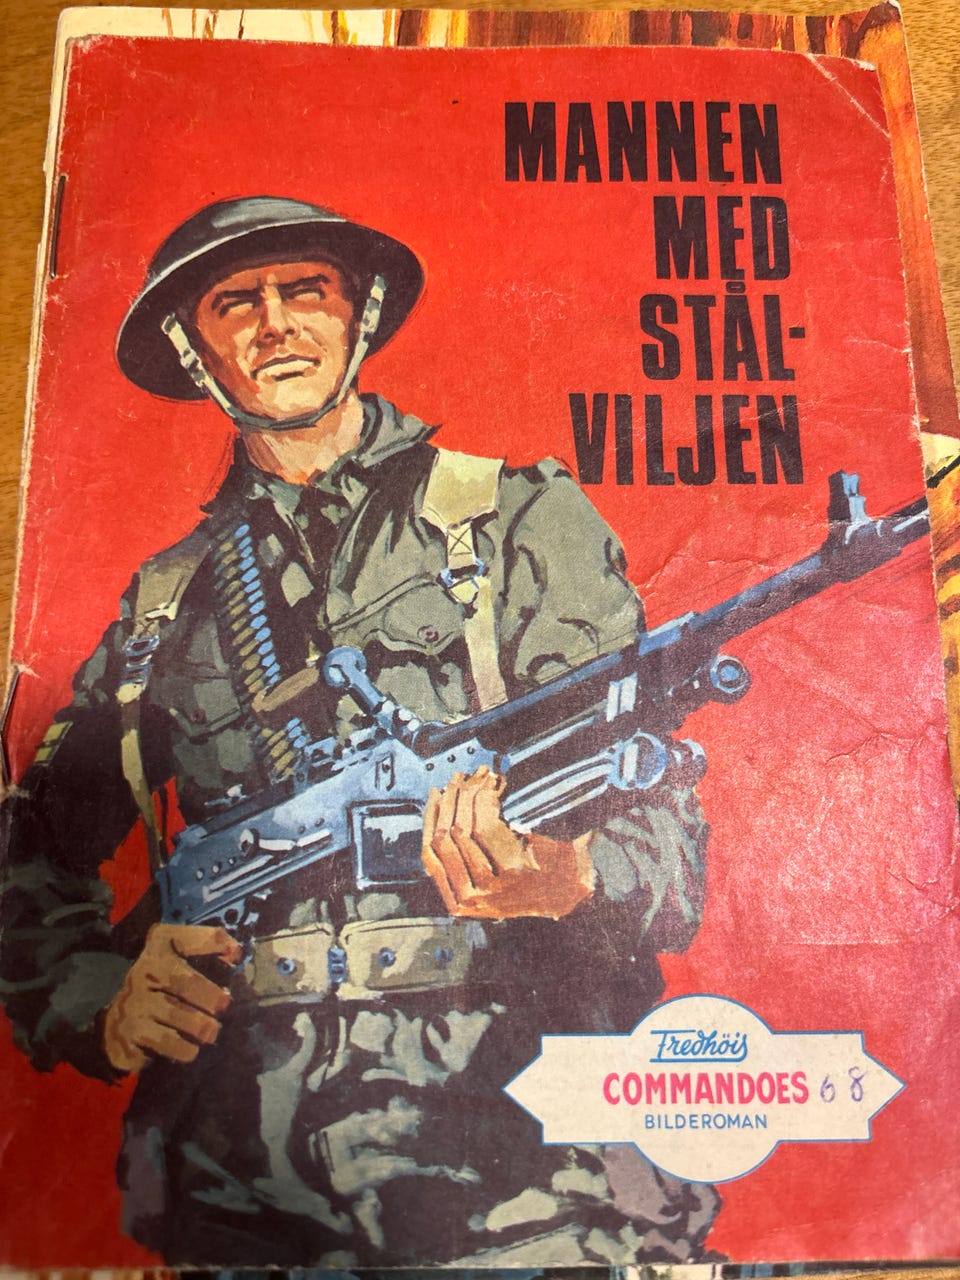 MANNEN
MED
STÅL-
VILJEN
Fredhöis
COMMANDOES 68
BILDEROMAN